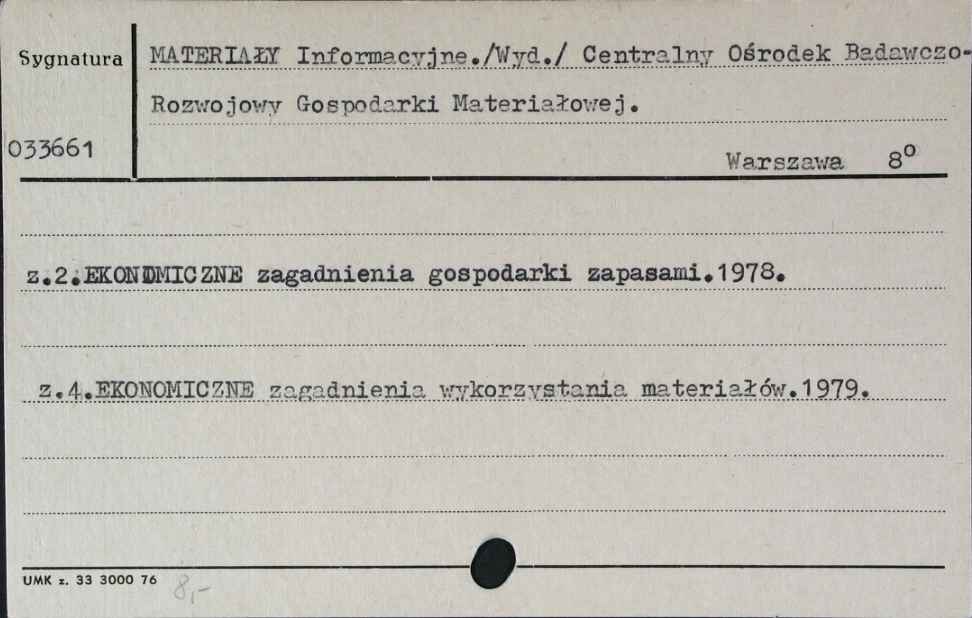 Sygnatura
MATERIAŁY Informacyjne./Wyd./ Centralny Ośrodek Badawczo-
Rozwojowy Gospodarki Materiałowej.
033661
Warszawa 8º
z.2.EKONOMICZNE zagadnienia gospodarki zapasami.1978.
z.4.EKONOMICZNE zagadnienia wykorzystania materiałów.1979.
UMK z. 33 3000 76
8,-